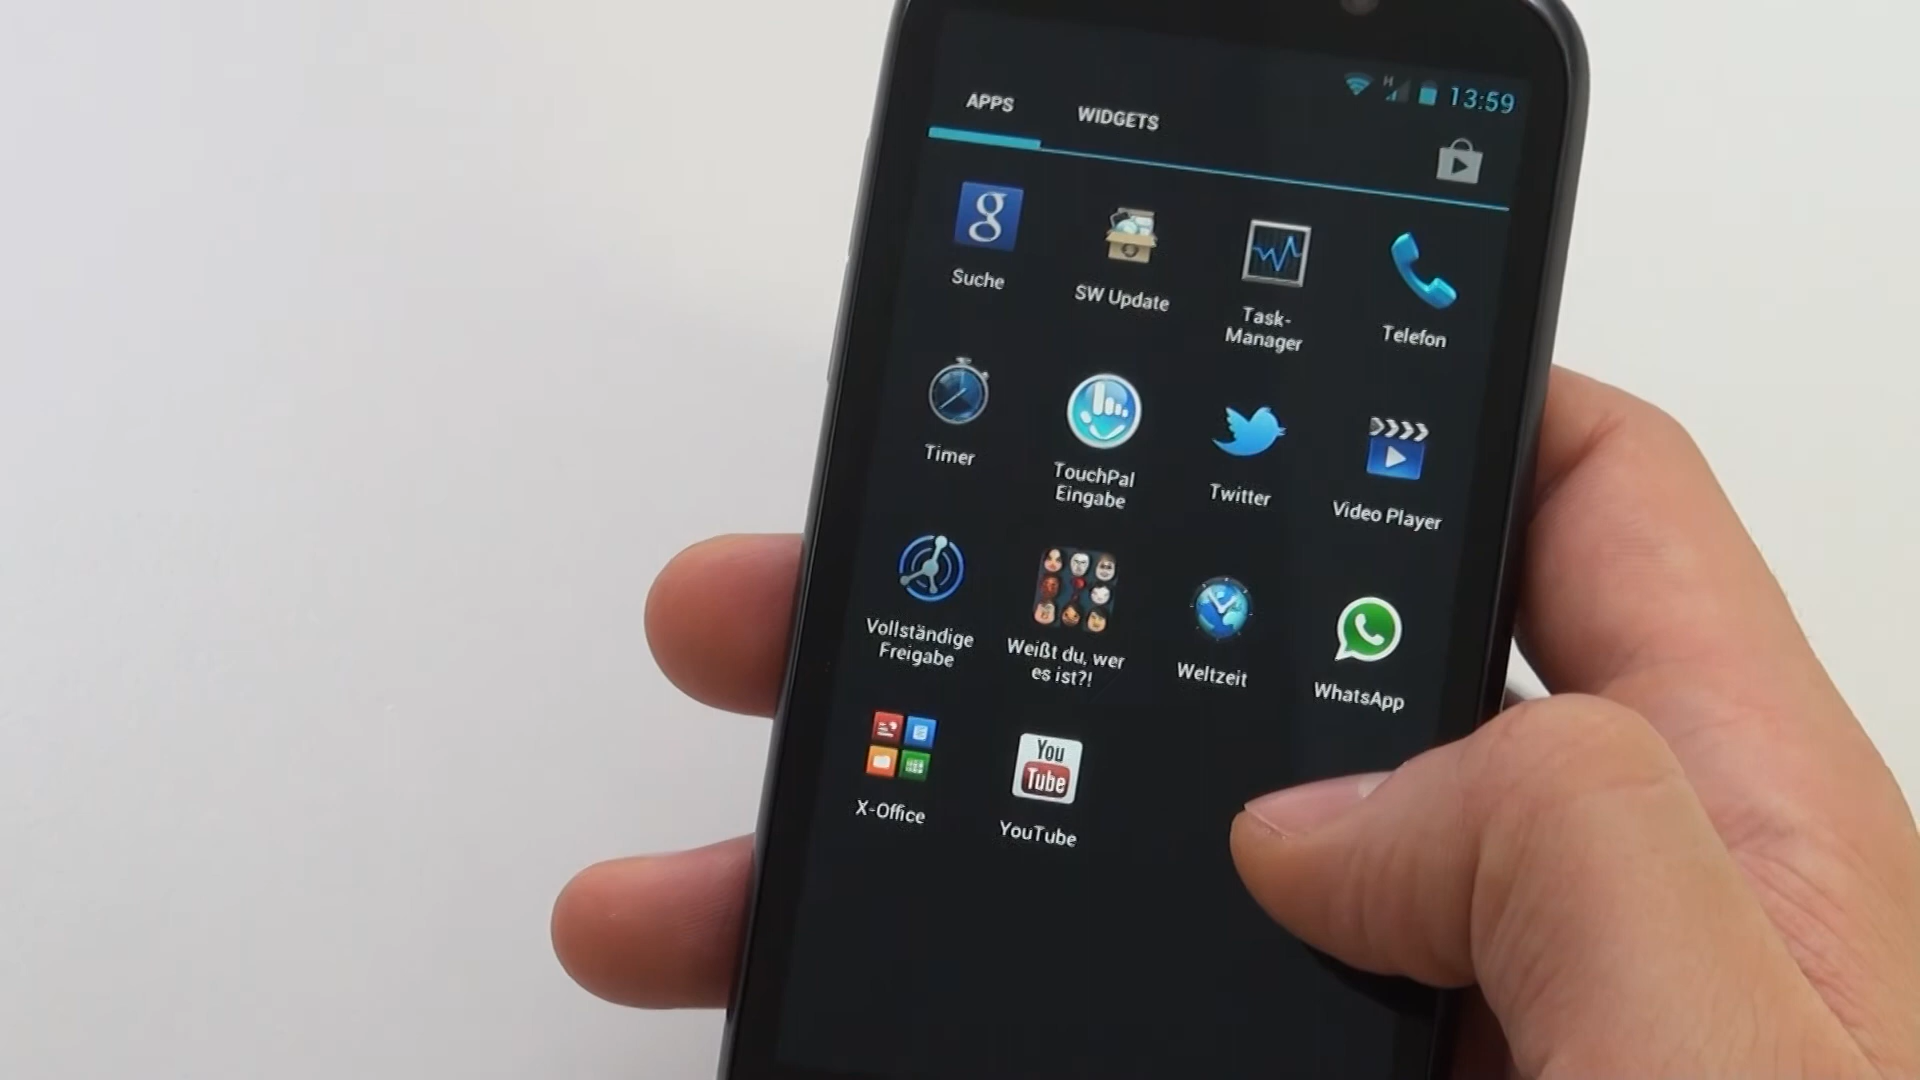 H
13:59
APPS WIDGETS
g
Suche
SW Update
Task-
Manager
Telefon
Timer
TouchPal
Eingabe
Twitter
Video Player
Vollständige
Freigabe
Weißt du, wer
es ist?!
Weltzeit
WhatsApp
X-Office
You
Tube
YouTube